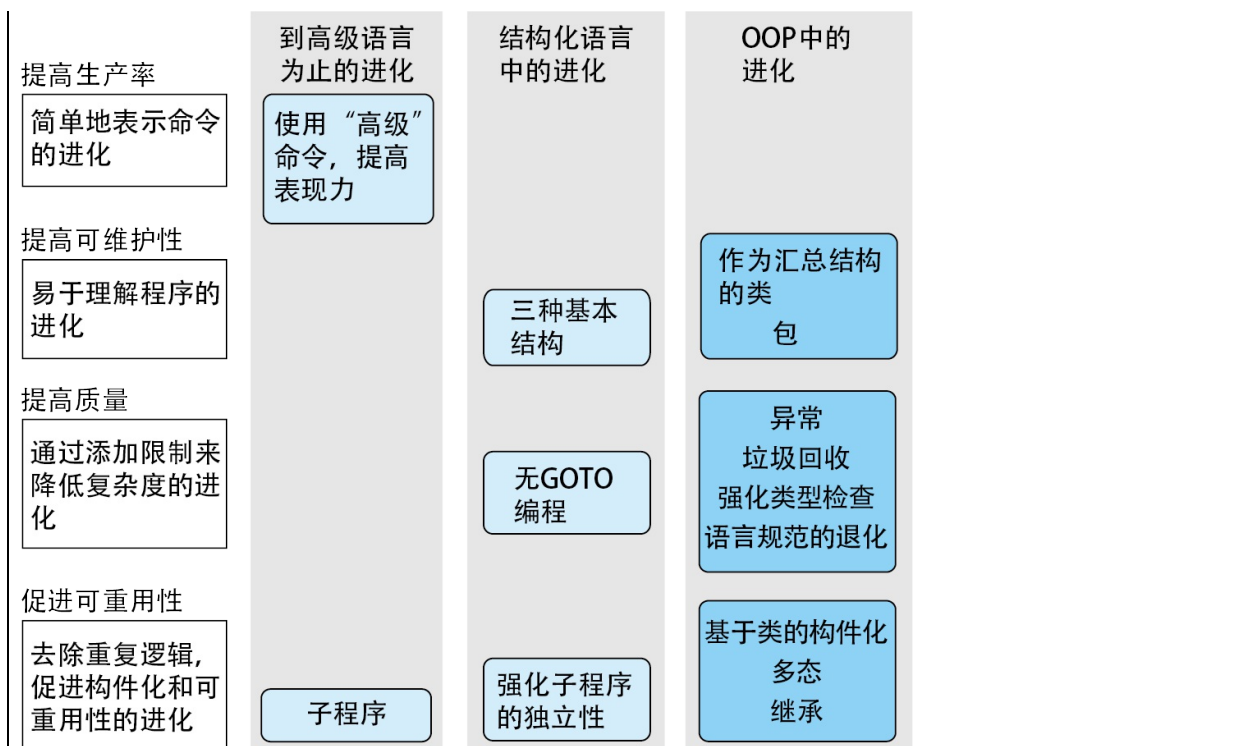 到高级语言
为止的进化
结构化语言
中的进化
OOP中的
进化
提高生产率
简单地表示命令
的进化
使用“高级”
命令，提高
表现力
提高可维护性
易于理解程序的
进化
三种基本
结构
作为汇总结构
的类
包
提高质量
通过添加限制来
降低复杂度的进
化
无GOTO
编程
异常
垃圾回收
强化类型检查
语言规范的退化
促进可重用性
去除重复逻辑，
促进构件化和可
重用性的进化
子程序
强化子程序
的独立性
基于类的构件化
多态
继承